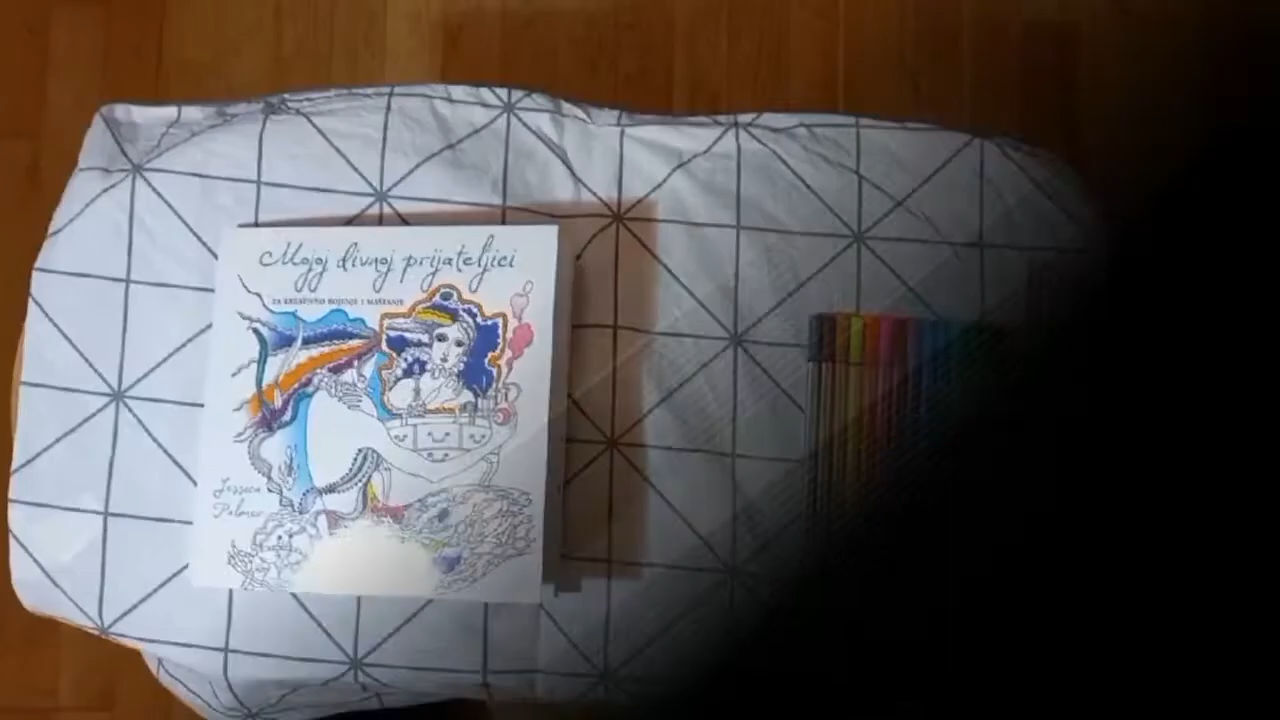 Mojoj divnoj prijateljici
ZA KREATIVNO BOJENJE I MAŠTANJE
Jessica
Palmer